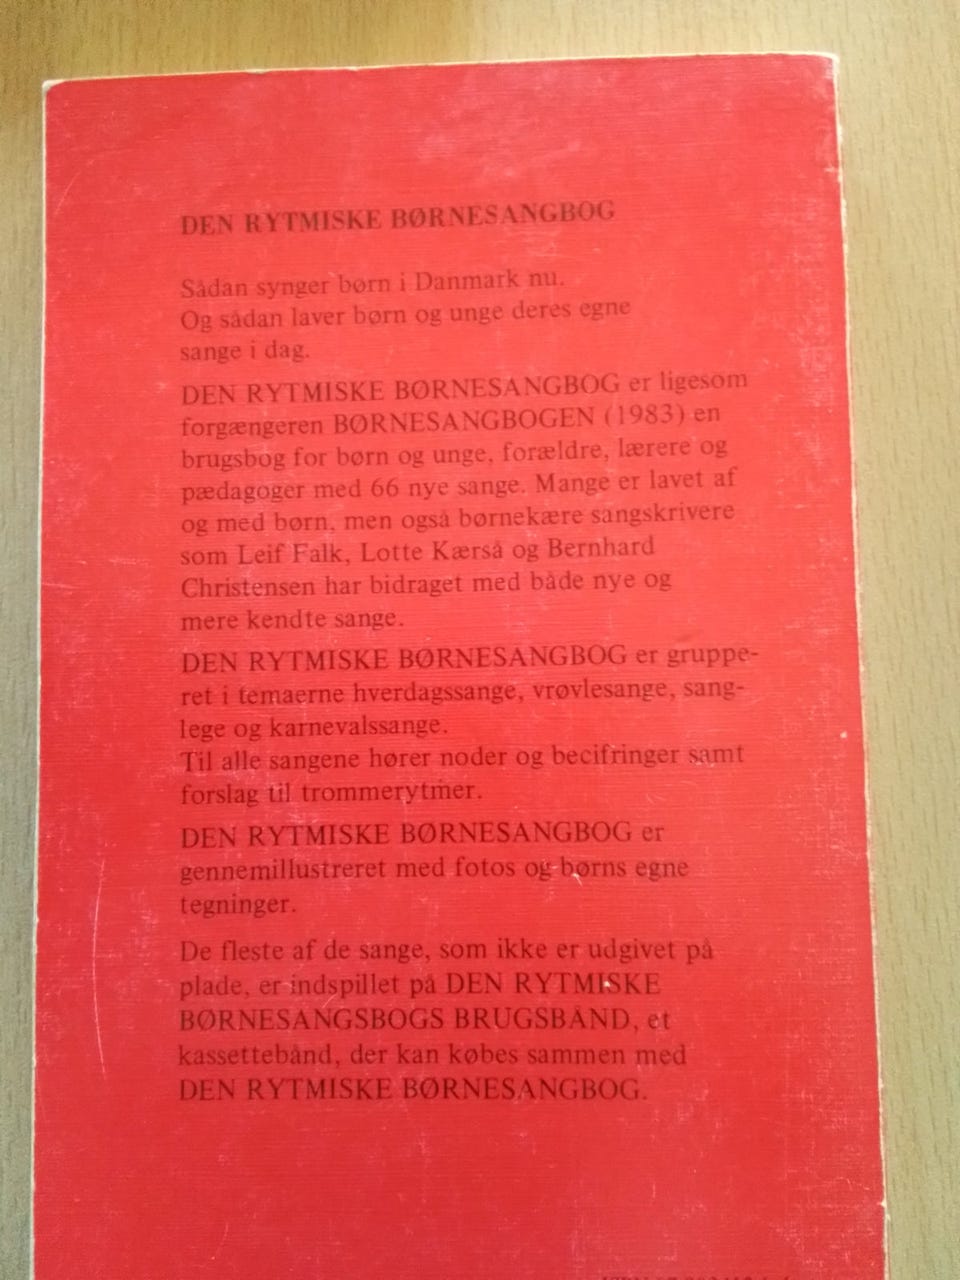 DEN RYTMISKE BØRNESANGBOG
Sådan synger børn i Danmark nu.
Og sådan laver børn og unge deres egne
sange i dag.
DEN RYTMISKE BØRNESANGBOG er ligesom
forgængeren BØRNESANGBOGEN (1983) en
brugsbog for børn og unge, forældre, lærere og
pædagoger med 66 nye sange. Mange er lavet af
og med børn, men også børnekære sangskrivere
som Leif Falk, Lotte Kærså og Bernhard
Christensen har bidraget med både nye og
mere kendte sange.
DEN RYTMISKE BØRNESANGBOG er gruppe-
ret i temaerne hverdagssange, vrøvlesange, sang-
lege og karnevalssange.
Til alle sangene hører noder og becifringer samt
forslag til trommerytmer.
DEN RYTMISKE BØRNESANGBOG er
gennemillustreret med fotos og børns egne
tegninger.
De fleste af de sange, som ikke er udgivet på
plade, er indspillet på DEN RYTMISKE
BØRNESANGSBOGS BRUGSBÅND, et
kassettebånd, der kan købes sammen med
DEN RYTMISKE BØRNESANGBOG.